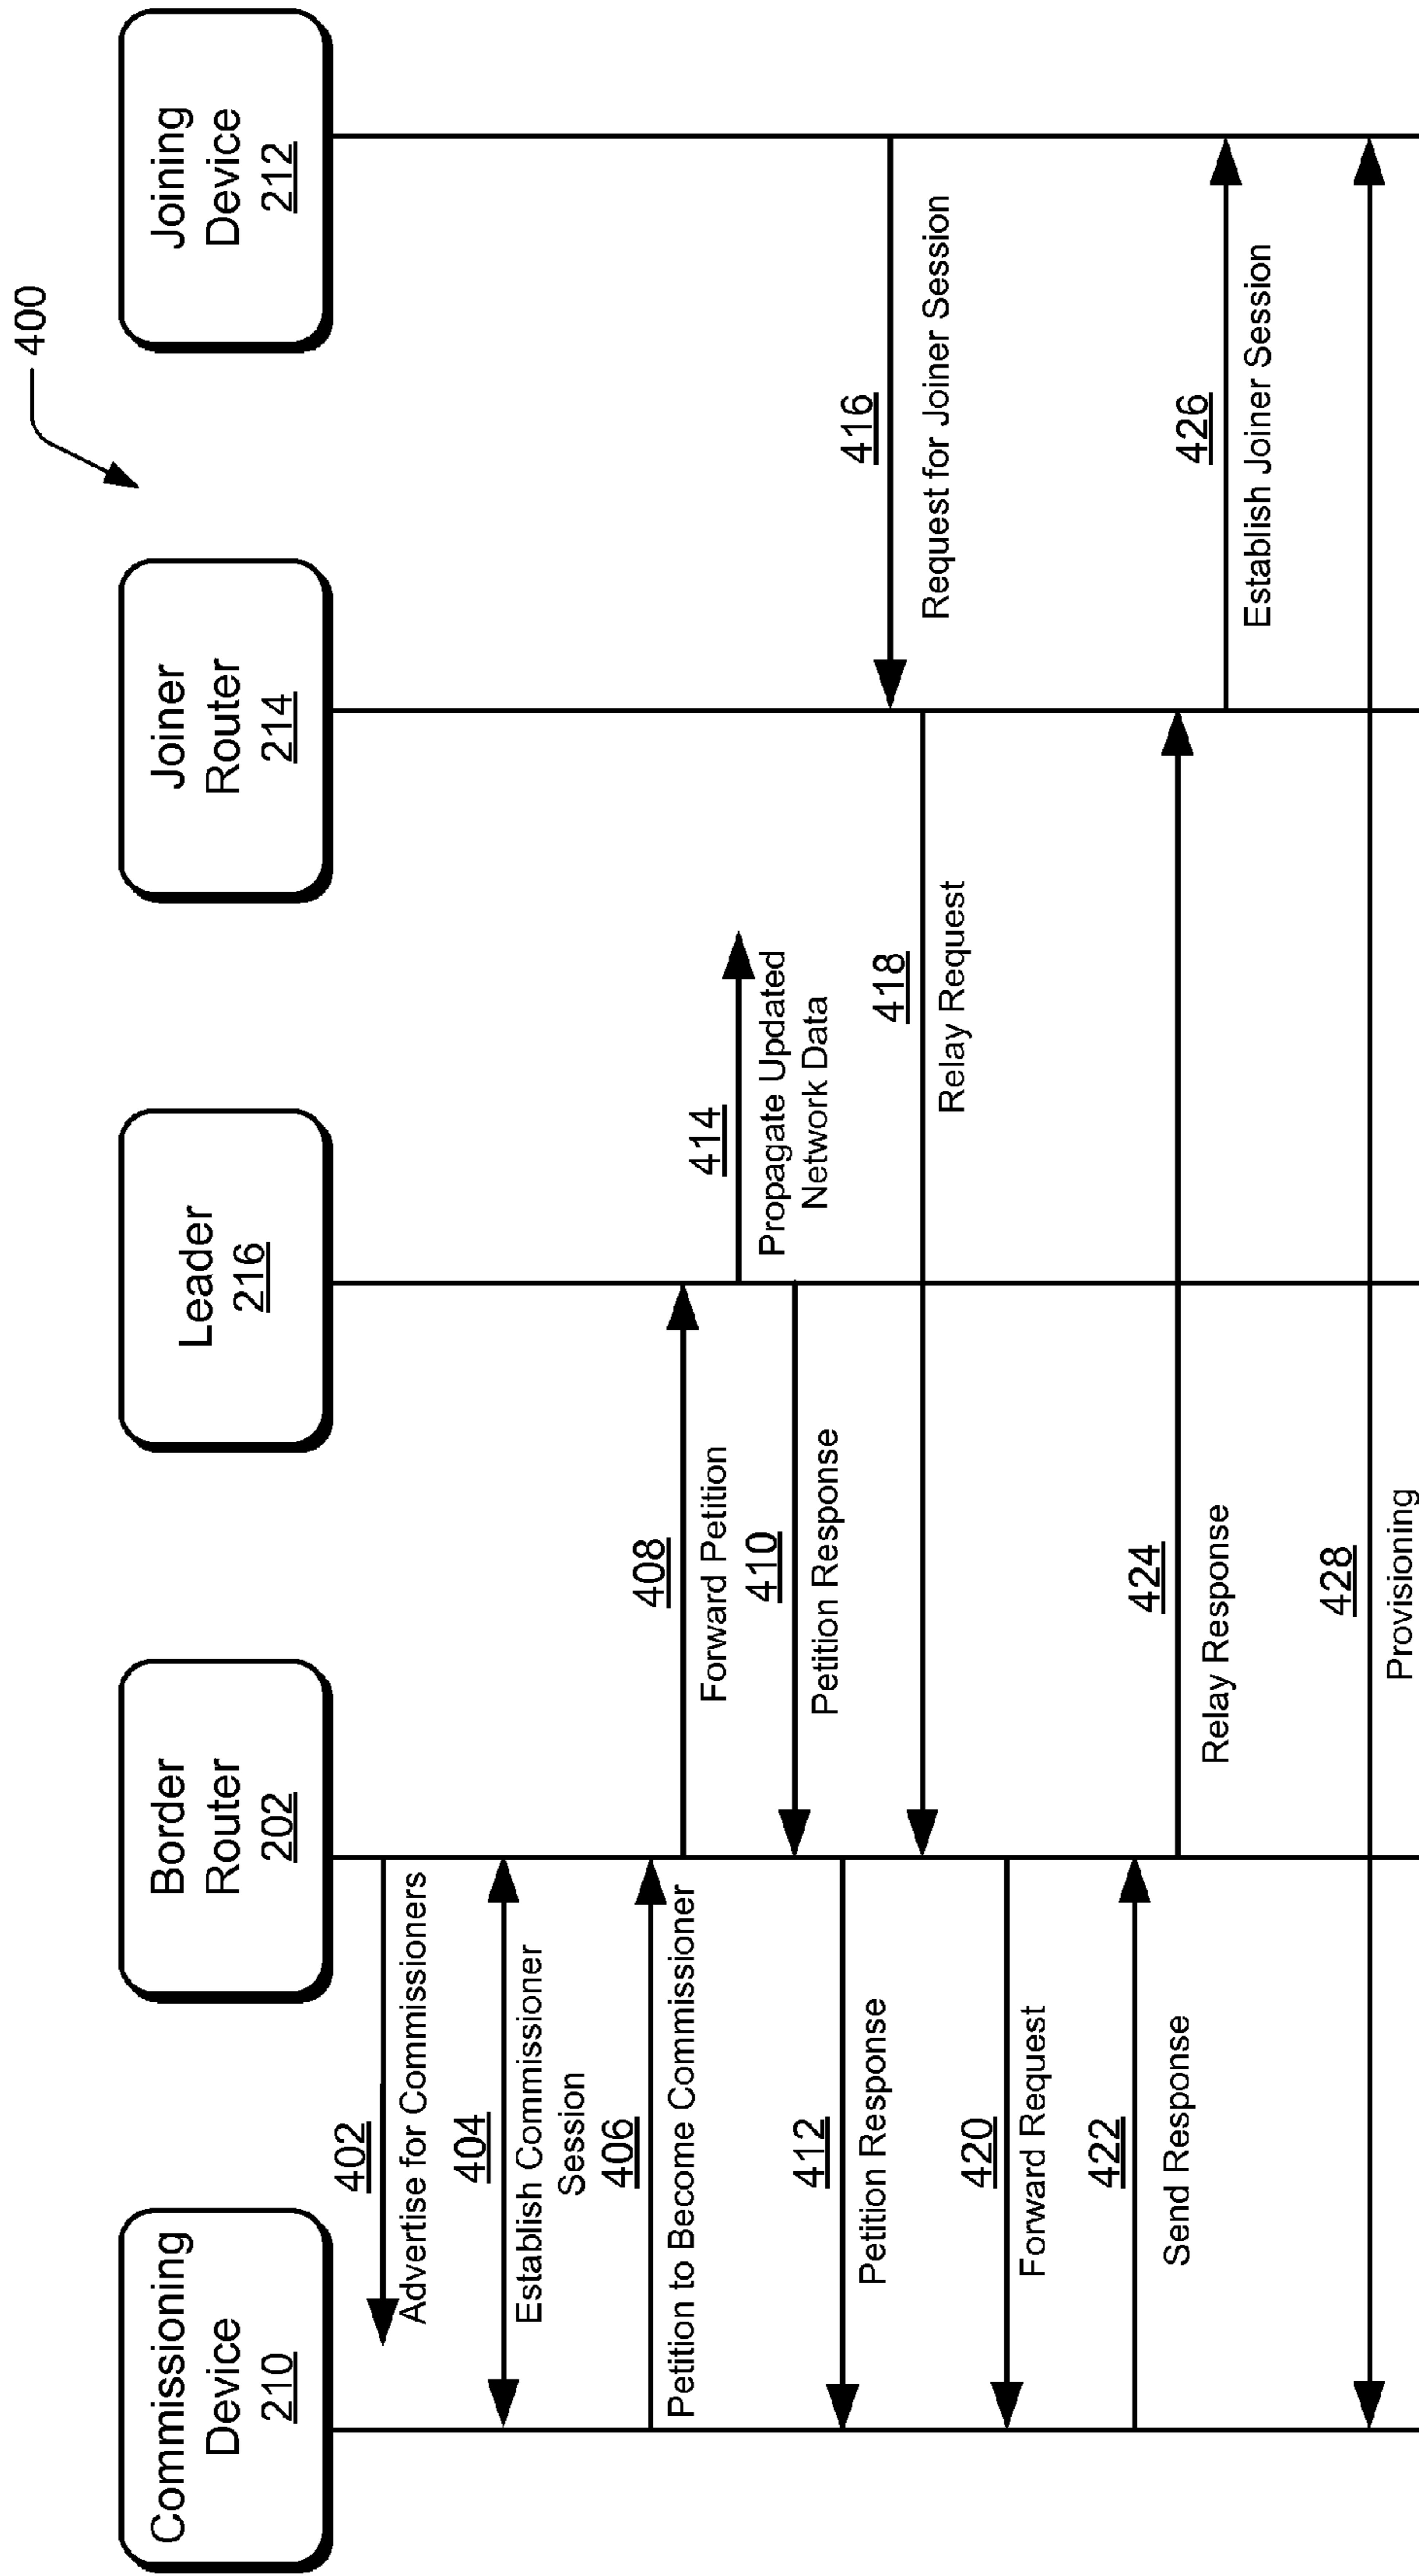 400
Commissioning
Device
210
Border
Router
202
Leader
216
Joiner
Router
214
Joining
Device
212
402
Advertise for Commissioners
404
Establish Commissioner
Session
406
Petition to Become Commissioner
408
Forward Petition
414
Propagate Updated
Network Data
410
Petition Response
412
Petition Response
416
Request for Joiner Session
418
Relay Request
420
Forward Request
422
Send Response
424
Relay Response
426
Establish Joiner Session
428
Provisioning